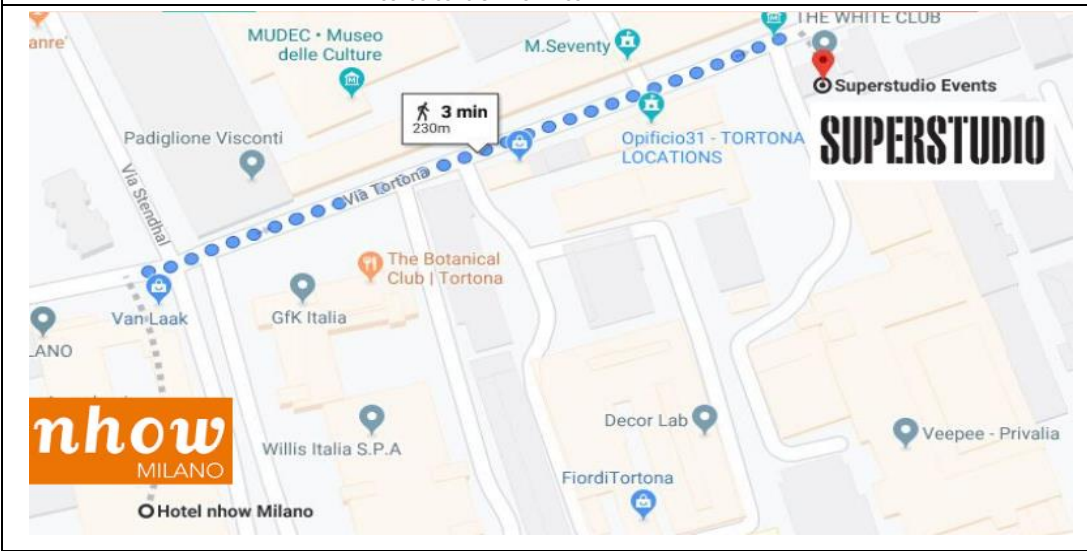 THE WHITE CLUB
anre'
MUDEC • Museo
delle Culture
M.Seventy
Superstudio Events
3 min
230m
SUPERSTUDIO
Padiglione Visconti
Opificio31 - TORTONA
LOCATIONS
Via Stendhal
Via Tortona
The Botanical
Club | Tortona
Van Laak
GfK Italia
LANO
nhow
MILANO
Willis Italia S.P.A
Decor Lab
Veepee - Privalia
FiordiTortona
Hotel nhow Milano